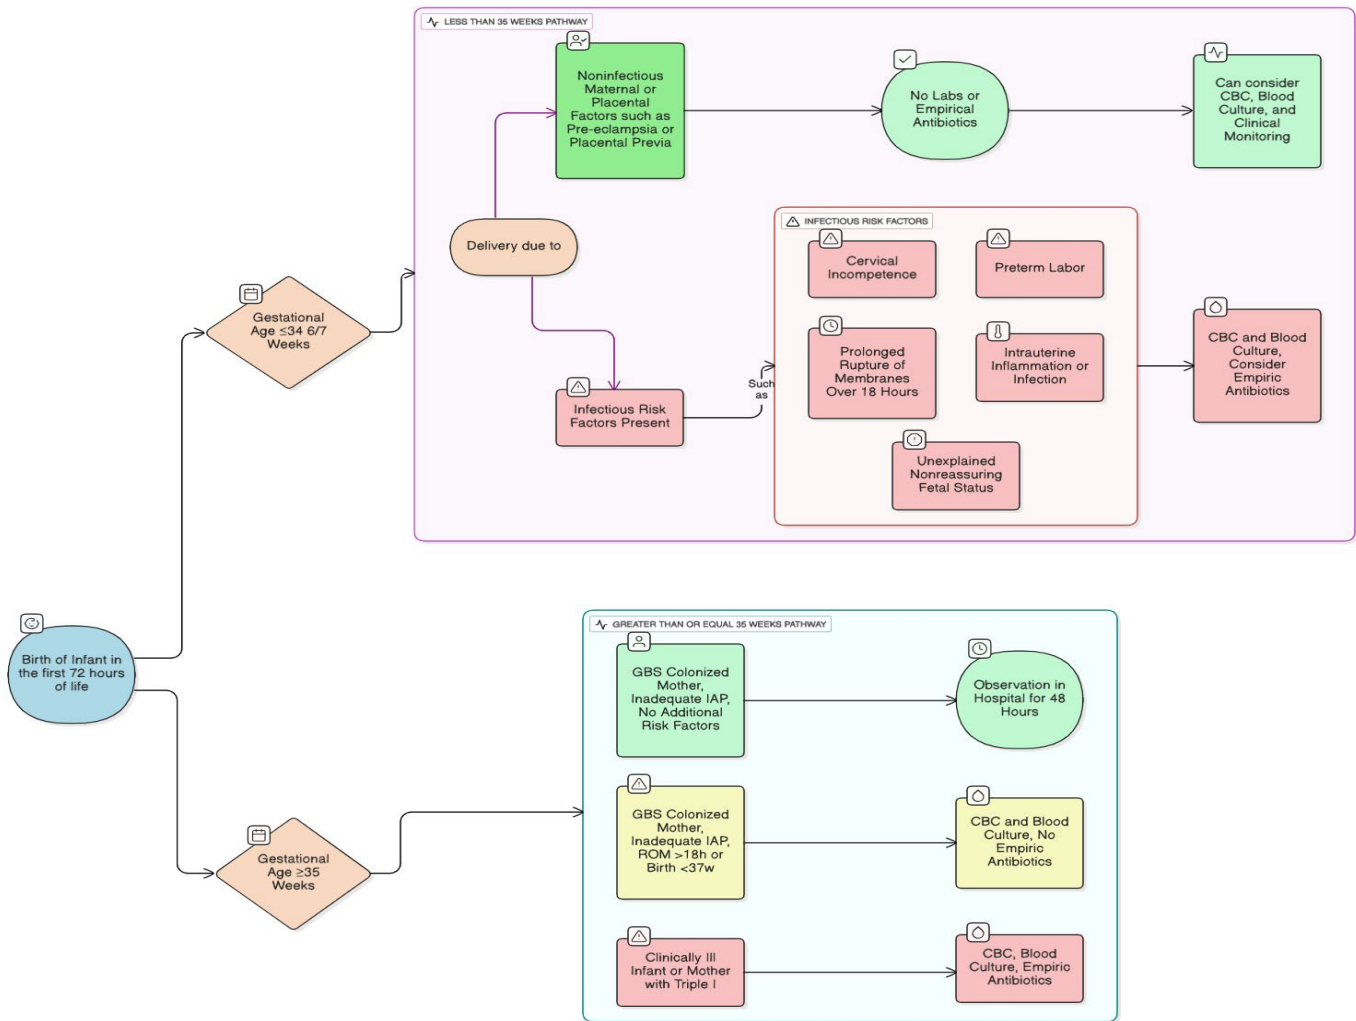 LESS THAN 35 WEEKS PATHWAY
Noninfectious
Maternal or
Placental
Factors such as
Pre-eclampsia or
Placental Previa
No Labs or
Empirical
Antibiotics
Can consider
CBC, Blood
Culture, and
Clinical
Monitoring
Delivery due to
INFECTIOUS RISK FACTORS
Cervical
Incompetence
Preterm Labor
Prolonged
Rupture of
Membranes
Over 18 Hours
Intrauterine
Inflammation or
Infection
Unexplained
Nonreassuring
Fetal Status
CBC and Blood
Culture,
Consider
Empiric
Antibiotics
Such
as
Infectious Risk
Factors Present
Gestational
Age ≤34 6/7
Weeks
Birth of Infant in
the first 72 hours
of life
Gestational
Age ≥35
Weeks
GREATER THAN OR EQUAL 35 WEEKS PATHWAY
GBS Colonized
Mother,
Inadequate IAP,
No Additional
Risk Factors
Observation in
Hospital for 48
Hours
GBS Colonized
Mother,
Inadequate IAP,
ROM >18h or
Birth <37w
CBC and Blood
Culture, No
Empiric
Antibiotics
Clinically Ill
Infant or Mother
with Triple I
CBC, Blood
Culture, Empiric
Antibiotics